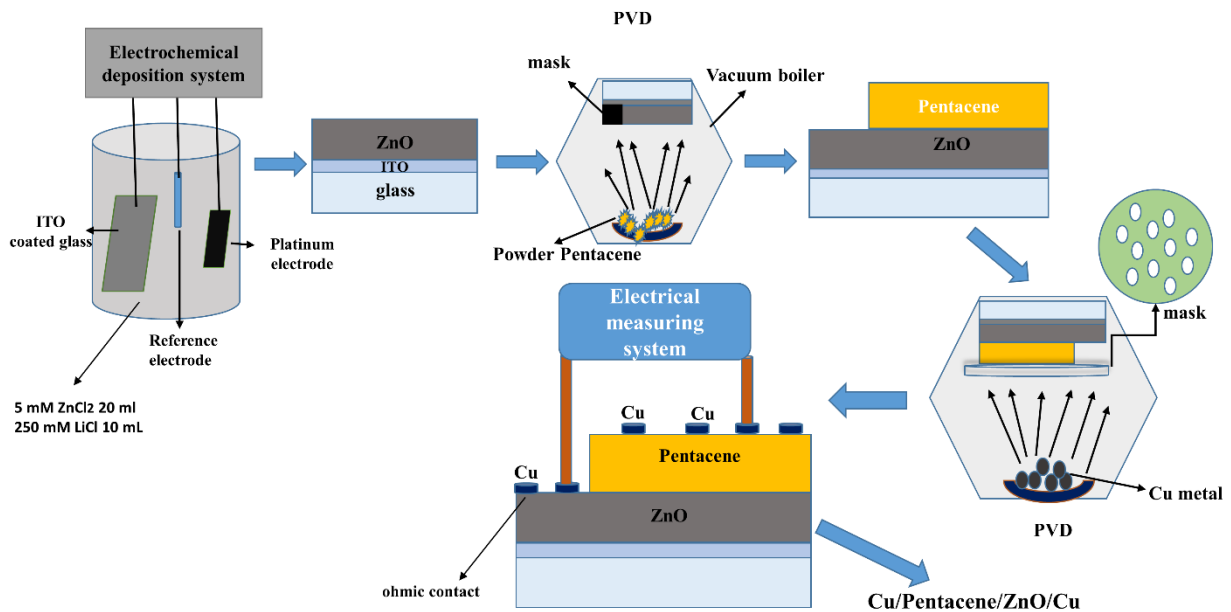 PVD
Electrochemical
deposition system
mask
Vacuum boiler
Pentacene
ZnO
ITO
glass
ZnO
ITO
coated glass
Platinum
electrode
Powder Pentacene
Reference
electrode
Electrical
measuring
system
mask
5 mM ZnCl2 20 ml
250 mM LiCl 10 mL
Cu
Cu
Pentacene
Cu
Cu metal
ZnO
PVD
ohmic contact
Cu/Pentacene/ZnO/Cu